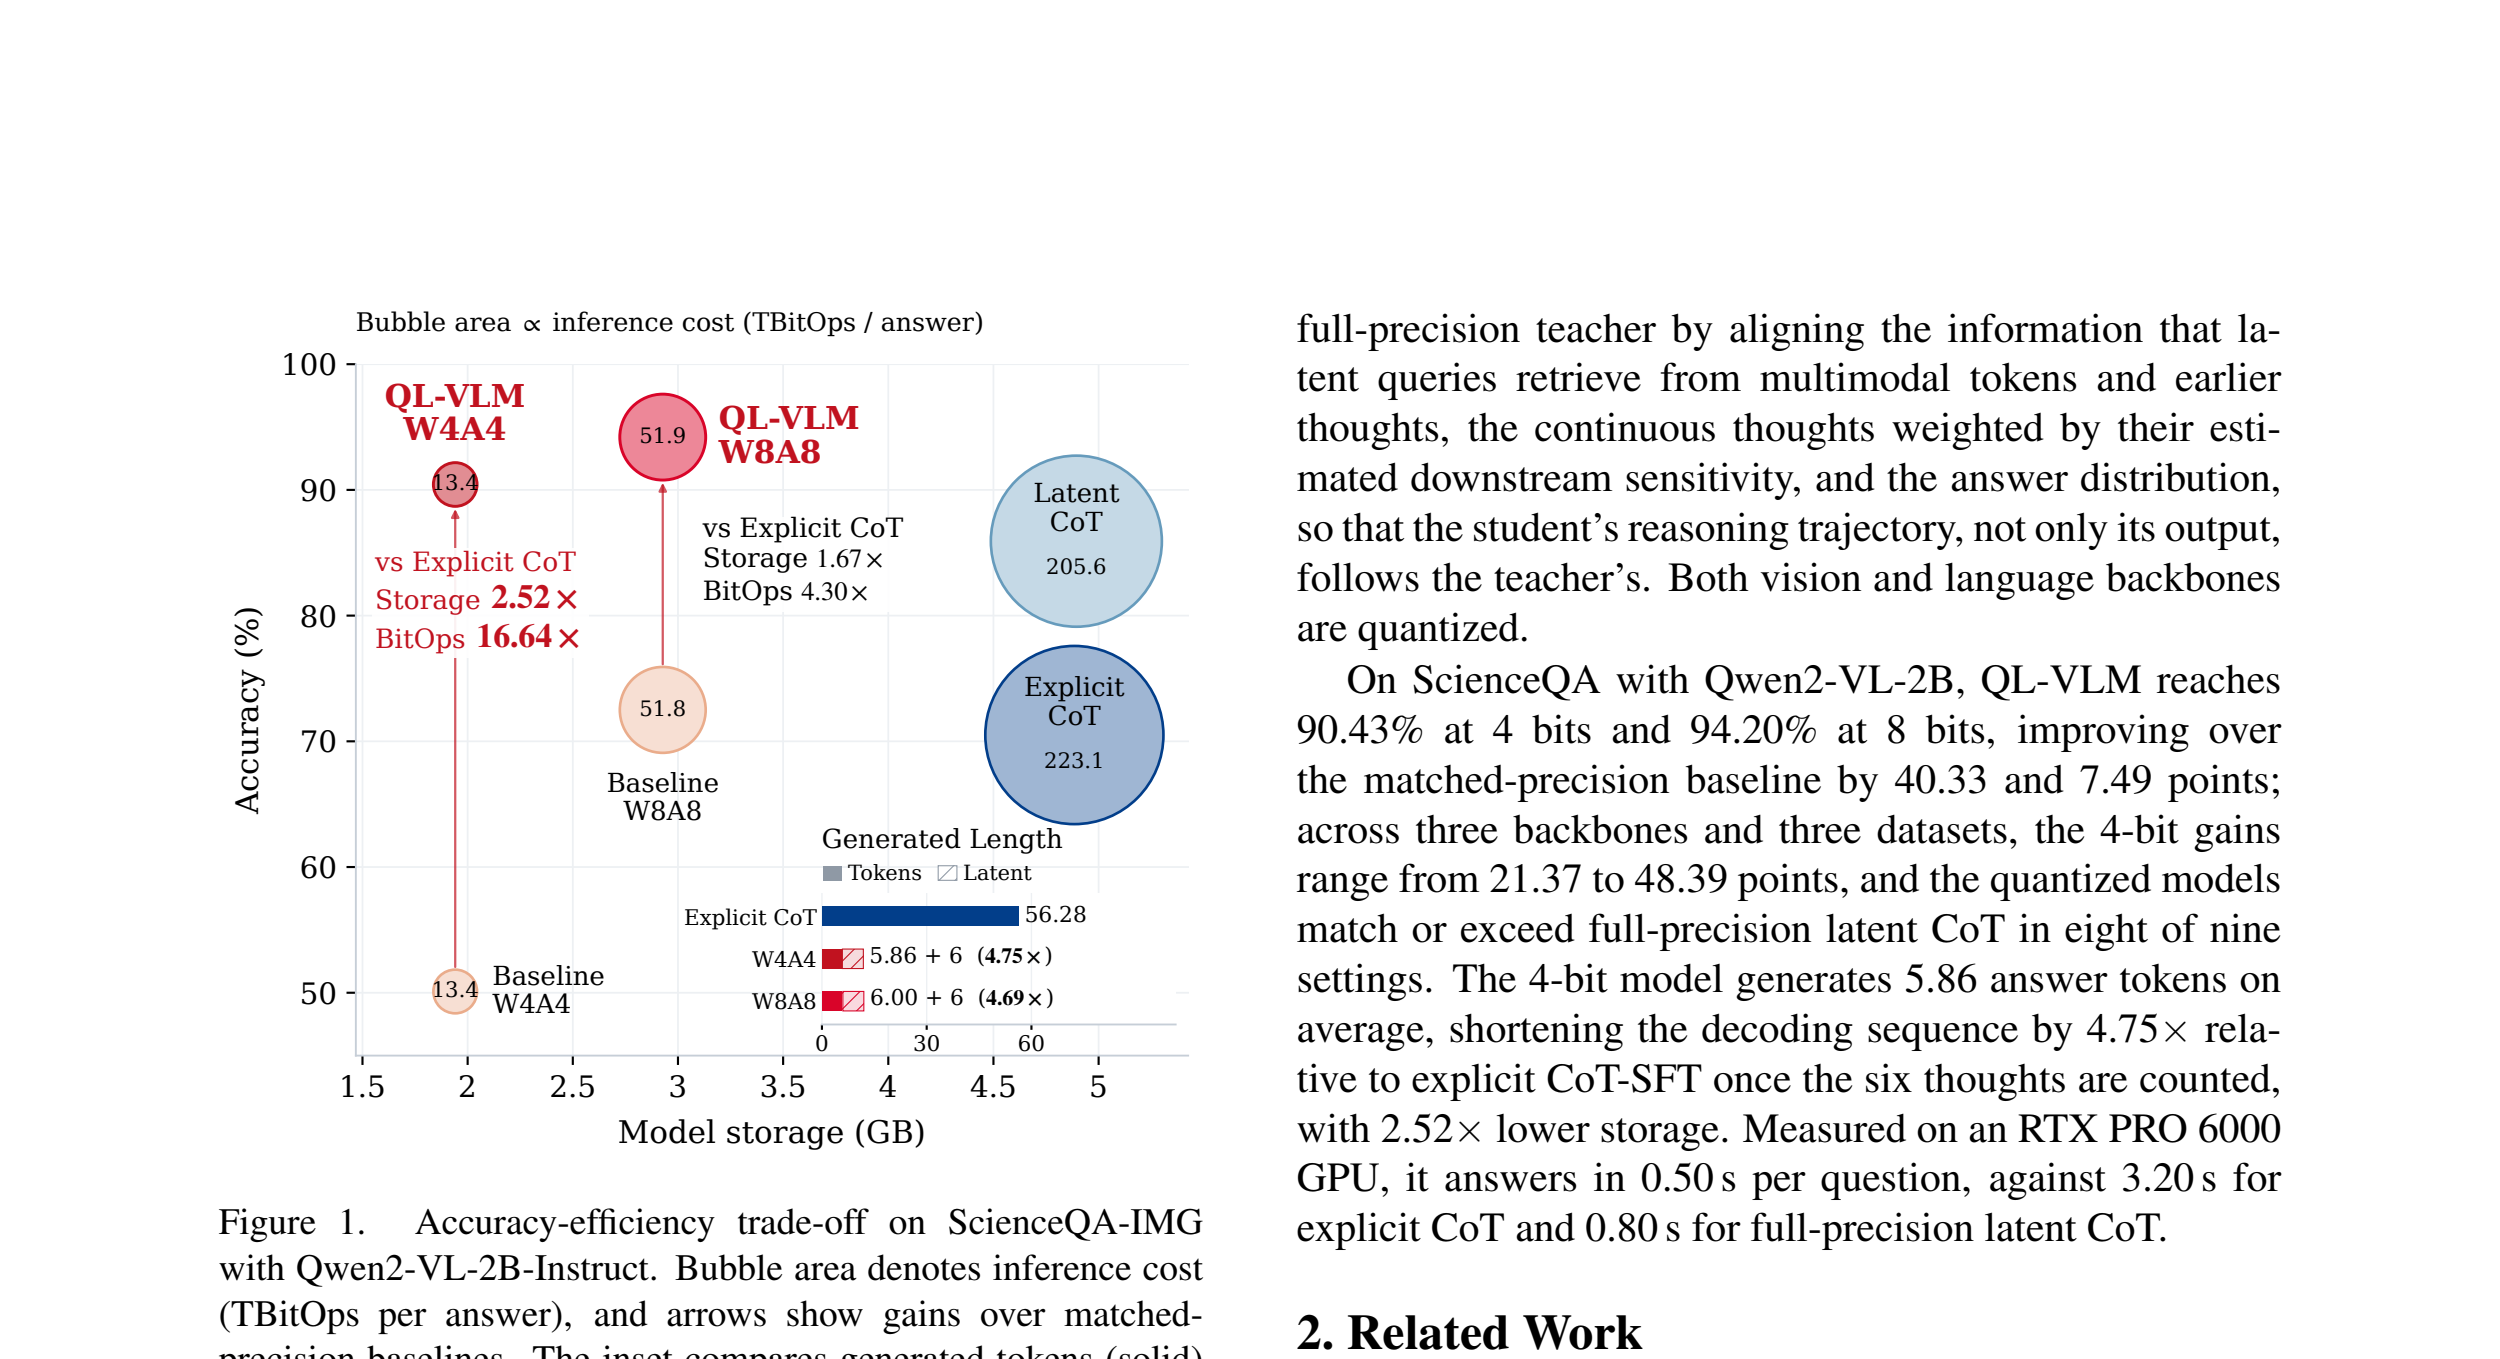 Bubble area ∝ inference cost (TBitOps / answer)
100
90
80
70
60
50
Accuracy (%)
QL-VLM
W4A4
13.4
vs Explicit CoT
Storage 2.52×
BitOps 16.64×
13.4
Baseline
W4A4
51.9
QL-VLM
W8A8
vs Explicit CoT
Storage 1.67×
BitOps 4.30×
51.8
Baseline
W8A8
Latent
CoT
205.6
Explicit
CoT
223.1
Generated Length
Tokens Latent
Explicit CoT 56.28
W4A4 5.86 + 6 (4.75×)
W8A8 6.00 + 6 (4.69×)
0 30 60
1.5 2 2.5 3 3.5 4 4.5 5
Model storage (GB)
Figure 1. Accuracy-efficiency trade-off on ScienceQA-IMG
with Qwen2-VL-2B-Instruct. Bubble area denotes inference cost
(TBitOps per answer), and arrows show gains over matched-
precision baselines. The inset compares generated tokens (solid)
full-precision teacher by aligning the information that la-
tent queries retrieve from multimodal tokens and earlier
thoughts, the continuous thoughts weighted by their esti-
mated downstream sensitivity, and the answer distribution,
so that the student's reasoning trajectory, not only its output,
follows the teacher's. Both vision and language backbones
are quantized.
On ScienceQA with Qwen2-VL-2B, QL-VLM reaches
90.43% at 4 bits and 94.20% at 8 bits, improving over
the matched-precision baseline by 40.33 and 7.49 points;
across three backbones and three datasets, the 4-bit gains
range from 21.37 to 48.39 points, and the quantized models
match or exceed full-precision latent CoT in eight of nine
settings. The 4-bit model generates 5.86 answer tokens on
average, shortening the decoding sequence by 4.75× rela-
tive to explicit CoT-SFT once the six thoughts are counted,
with 2.52× lower storage. Measured on an RTX PRO 6000
GPU, it answers in 0.50 s per question, against 3.20 s for
explicit CoT and 0.80 s for full-precision latent CoT.
2. Related Work